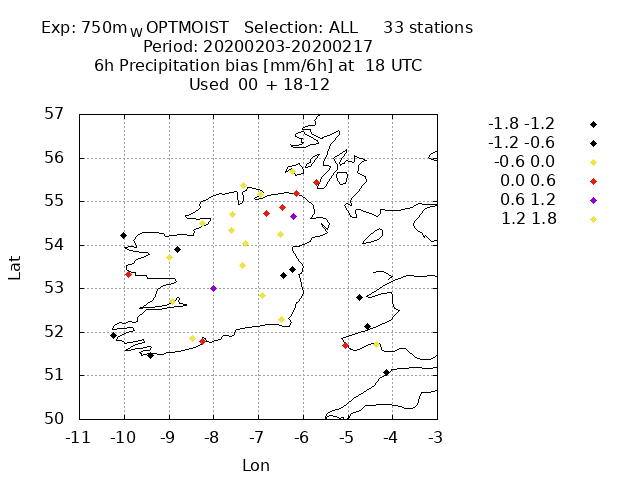 Exp: 750m_W OPTMOIST Selection: ALL 33 stations
Period: 20200203-20200217
6h Precipitation bias [mm/6h] at 18 UTC
Used 00 + 18-12
57
56
55
54
53
52
51
50
-11 -10 -9 -8 -7 -6 -5 -4 -3
Lat
Lon
-1.8 -1.2
-1.2 -0.6
-0.6 0.0
0.0 0.6
0.6 1.2
1.2 1.8